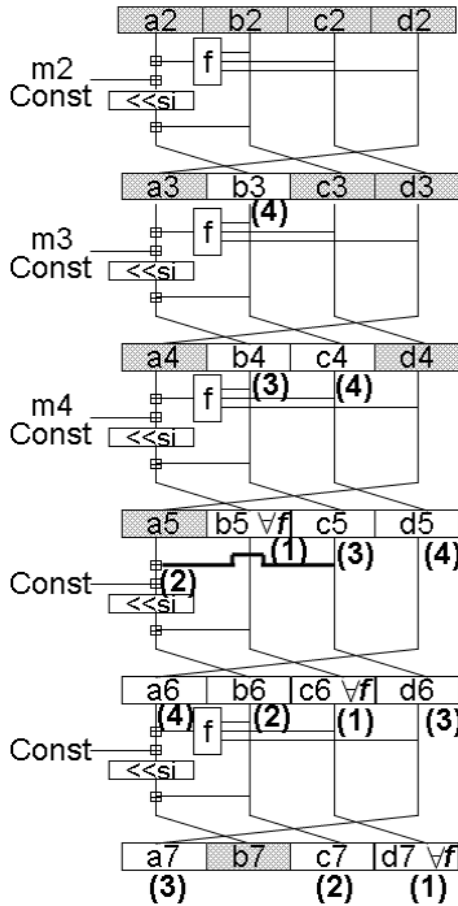 a2 b2 c2 d2
m2 f
Const
<<si
a3 b3 c3 d3
(4)
m3 f
Const
<<si
a4 b4 c4 d4
(3) (4)
m4 f
Const
<<si
a5 b5 ∀f c5 d5
(1) (3) (4)
Const (2)
<<si
a6 b6 c6 ∀f d6
(4) (2) (1) (3)
f
Const
<<si
a7 b7 c7 d7 ∀f
(3) (2) (1)